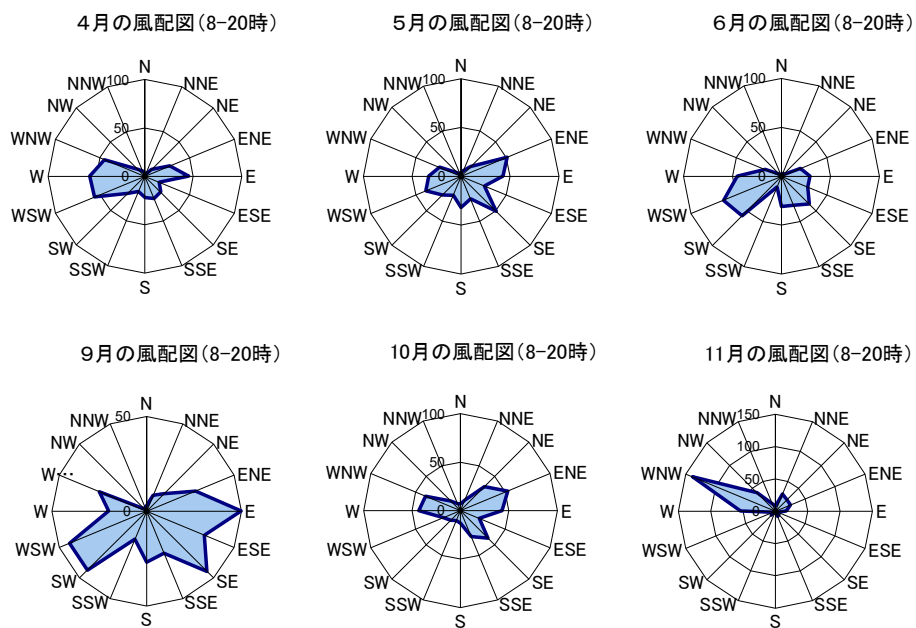 ４月の風配図(8-20時)
N
NNE
NE
ENE
E
ESE
SE
SSE
S
SSW
SW
WSW
W
WNW
NW
NNW
100
50
0
５月の風配図(8-20時)
N
NNE
NE
ENE
E
ESE
SE
SSE
S
SSW
SW
WSW
W
WNW
NW
NNW
100
50
0
６月の風配図(8-20時)
N
NNE
NE
ENE
E
ESE
SE
SSE
S
SSW
SW
WSW
W
WNW
NW
NNW
100
50
0
９月の風配図(8-20時)
N
NNE
NE
ENE
E
ESE
SE
SSE
S
SSW
SW
WSW
W
W…
NW
NNW
50
0
10月の風配図(8-20時)
N
NNE
NE
ENE
E
ESE
SE
SSE
S
SSW
SW
WSW
W
WNW
NW
NNW
100
50
0
11月の風配図(8-20時)
N
NNE
NE
ENE
E
ESE
SE
SSE
S
SSW
SW
WSW
W
WNW
NW
NNW
150
100
50
0